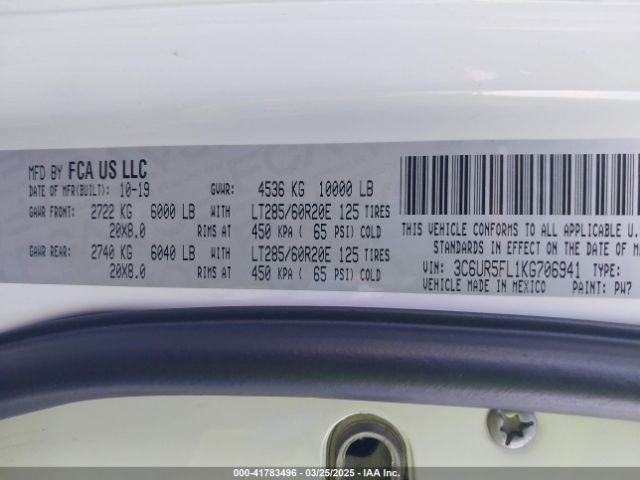 MFD BY FCA US LLC
DATE OF MFR(BUILT): 10-19 GVWR: 4536 KG 10000 LB
GAWR FRONT: 2722 KG 6000 LB WITH LT285/60R20E 125 TIRES
20X8.0 RIMS AT 450 KPA ( 65 PSI) COLD
GAWR REAR: 2740 KG 6040 LB WITH LT285/60R20E 125 TIRES
20X8.0 RIMS AT 450 KPA ( 65 PSI) COLD
THIS VEHICLE CONFORMS TO ALL APPLICABLE U.
STANDARDS IN EFFECT ON THE DATE OF M
VIN: 3C6UR5FL1KG706941 TYPE:
VEHICLE MADE IN MEXICO PAINT: PW7
000-41783496 - 03/25/2025 - IAA Inc.